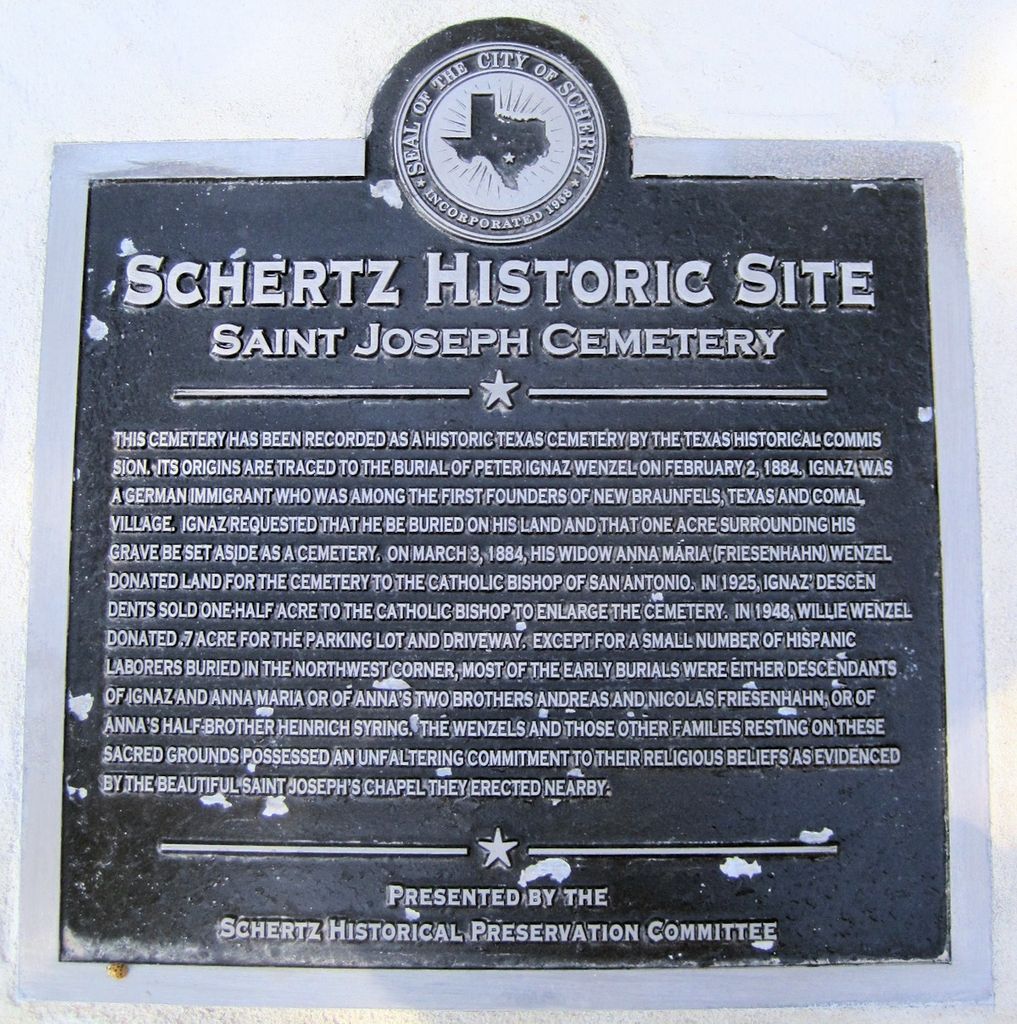 SEAL OF THE CITY OF SCHERTZ
INCORPORATED 1958
SCHERTZ HISTORIC SITE
SAINT JOSEPH CEMETERY
THIS CEMETERY HAS BEEN RECORDED AS A HISTORIC TEXAS CEMETERY BY THE TEXAS HISTORICAL COMMIS
SION. ITS ORIGINS ARE TRACED TO THE BURIAL OF PETER IGNAZ WENZEL ON FEBRUARY 2, 1884. IGNAZ WAS
A GERMAN IMMIGRANT WHO WAS AMONG THE FIRST FOUNDERS OF NEW BRAUNFELS, TEXAS AND COMAL
VILLAGE. IGNAZ REQUESTED THAT HE BE BURIED ON HIS LAND AND THAT ONE ACRE SURROUNDING HIS
GRAVE BE SET ASIDE AS A CEMETERY. ON MARCH 3, 1884, HIS WIDOW ANNA MARIA (FRIESENHAHN) WENZEL
DONATED LAND FOR THE CEMETERY TO THE CATHOLIC BISHOP OF SAN ANTONIO. IN 1925, IGNAZ' DESCEN
DENTS SOLD ONE-HALF ACRE TO THE CATHOLIC BISHOP TO ENLARGE THE CEMETERY. IN 1948, WILLIE WENZEL
DONATED .7 ACRE FOR THE PARKING LOT AND DRIVEWAY. EXCEPT FOR A SMALL NUMBER OF HISPANIC
LABORERS BURIED IN THE NORTHWEST CORNER, MOST OF THE EARLY BURIALS WERE EITHER DESCENDANTS
OF IGNAZ AND ANNA MARIA OR OF ANNA'S TWO BROTHERS ANDREAS AND NICOLAS FRIESENHAHN, OR OF
ANNA'S HALF-BROTHER HEINRICH SYRING. THE WENZELS AND THOSE OTHER FAMILIES RESTING ON THESE
SACRED GROUNDS POSSESSED AN UNFALTERING COMMITMENT TO THEIR RELIGIOUS BELIEFS AS EVIDENCED
BY THE BEAUTIFUL SAINT JOSEPH'S CHAPEL THEY ERECTED NEARBY.
PRESENTED BY THE
SCHERTZ HISTORICAL PRESERVATION COMMITTEE